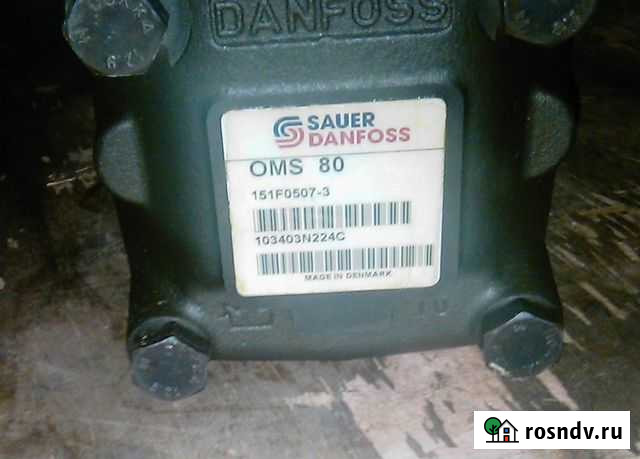 DANFOSS
SAUER
DANFOSS
OMS 80
151F0507-3
103403N224C
MADE IN DENMARK
rosndv.ru